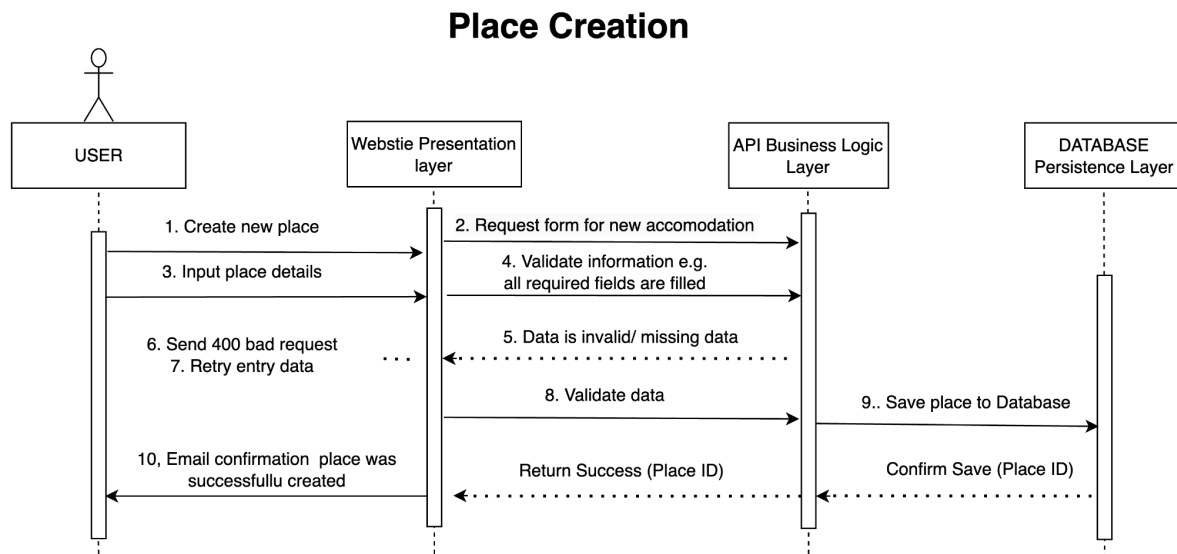 Place Creation
USER
Webstie Presentation
layer
API Business Logic
Layer
DATABASE
Persistence Layer
1. Create new place
2. Request form for new accomodation
3. Input place details
4. Validate information e.g.
all required fields are filled
5. Data is invalid/ missing data
6. Send 400 bad request
7. Retry entry data
8. Validate data
9.. Save place to Database
10, Email confirmation place was
successfullu created
Return Success (Place ID)
Confirm Save (Place ID)